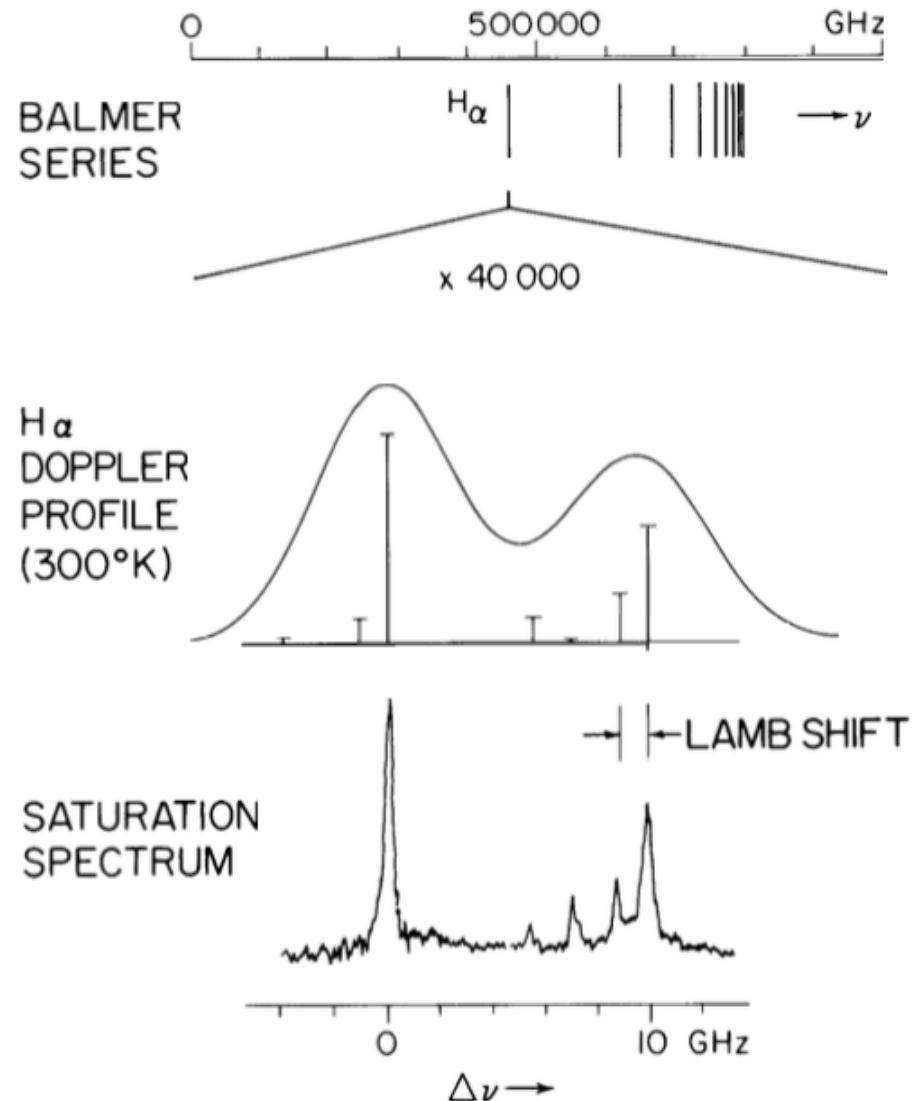 0 500000 GHz
BALMER
SERIES
Hα
→ ν
x 40 000
Hα
DOPPLER
PROFILE
(300°K)
LAMB SHIFT
SATURATION
SPECTRUM
0 10 GHz
Δν →